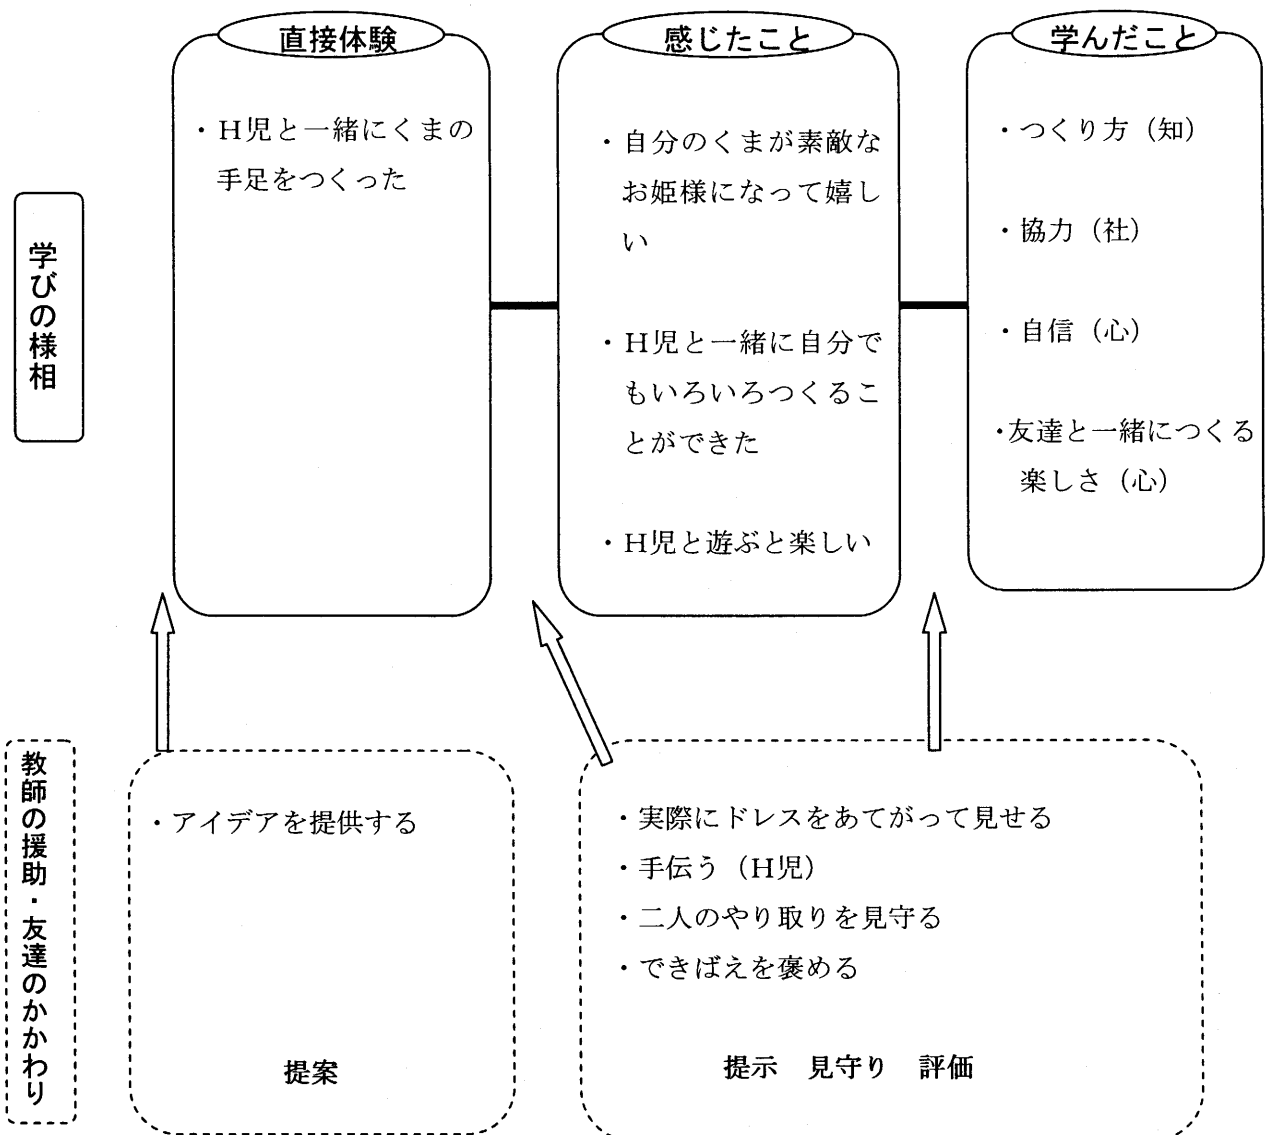 直接体験
・H児と一緒にくまの
手足をつくった
感じたこと
・自分のくまが素敵な
お姫様になって嬉し
い
・H児と一緒に自分で
もいろいろつくるこ
とができた
・H児と遊ぶと楽しい
学んだこと
・つくり方（知）
・協力（社）
・自信（心）
・友達と一緒につくる
楽しさ（心）
学びの様相
教師の援助・友達のかかわり
・アイデアを提供する
提案
・実際にドレスをあてがって見せる
・手伝う（H児）
・二人のやり取りを見守る
・できばえを褒める
提示　見守り　評価